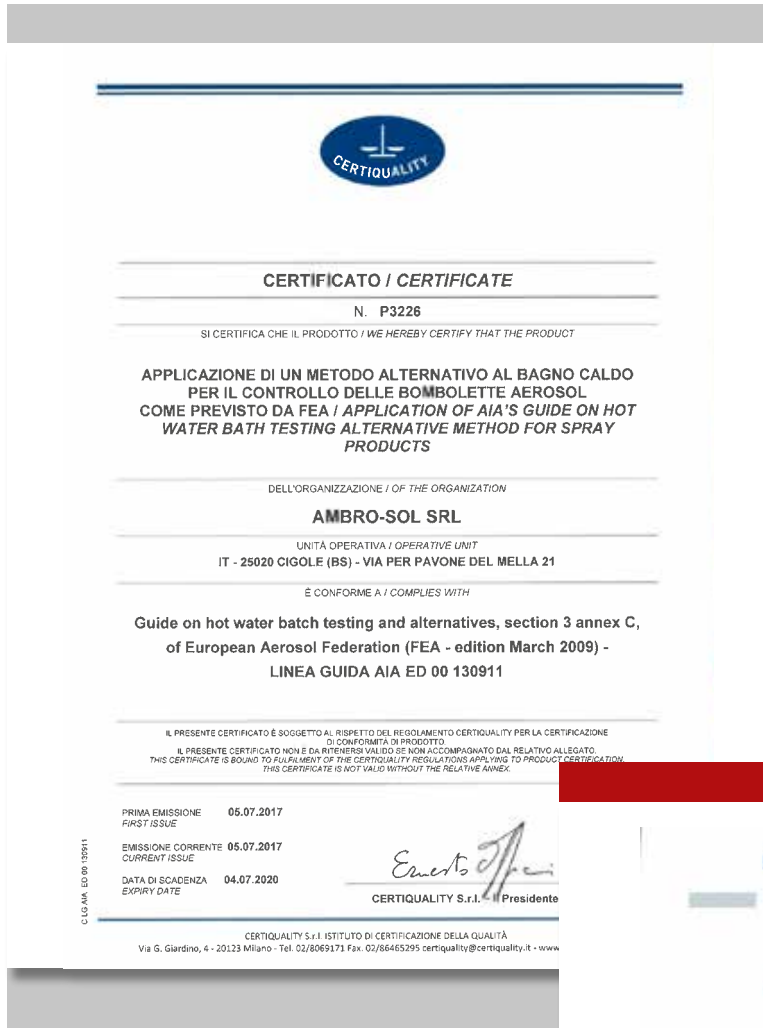 CERTIQUALITY
CERTIFICATO / CERTIFICATE
N. P3226
SI CERTIFICA CHE IL PRODOTTO / WE HEREBY CERTIFY THAT THE PRODUCT
APPLICAZIONE DI UN METODO ALTERNATIVO AL BAGNO CALDO
PER IL CONTROLLO DELLE BOMBOLETTE AEROSOL
COME PREVISTO DA FEA / APPLICATION OF AIA'S GUIDE ON HOT
WATER BATH TESTING ALTERNATIVE METHOD FOR SPRAY
PRODUCTS
DELL'ORGANIZZAZIONE / OF THE ORGANIZATION
AMBRO-SOL SRL
UNITÀ OPERATIVA / OPERATIVE UNIT
IT - 25020 CIGOLE (BS) - VIA PER PAVONE DEL MELLA 21
È CONFORME A / COMPLIES WITH
Guide on hot water batch testing and alternatives, section 3 annex C,
of European Aerosol Federation (FEA - edition March 2009) -
LINEA GUIDA AIA ED 00 130911
IL PRESENTE CERTIFICATO È SOGGETTO AL RISPETTO DEL REGOLAMENTO CERTIQUALITY PER LA CERTIFICAZIONE
DI CONFORMITÀ DI PRODOTTO.
IL PRESENTE CERTIFICATO NON È DA RITENERSI VALIDO SE NON ACCOMPAGNATO DAL RELATIVO ALLEGATO.
THIS CERTIFICATE IS BOUND TO FULFILMENT OF THE CERTIQUALITY REGULATIONS APPLYING TO PRODUCT CERTIFICATION.
THIS CERTIFICATE IS NOT VALID WITHOUT THE RELATIVE ANNEX.
PRIMA EMISSIONE 05.07.2017
FIRST ISSUE
EMISSIONE CORRENTE 05.07.2017
CURRENT ISSUE
DATA DI SCADENZA 04.07.2020
EXPIRY DATE
C LG AIA ED 00 130911
CERTIQUALITY S.r.l. - Il Presidente
CERTIQUALITY S.r.l. ISTITUTO DI CERTIFICAZIONE DELLA QUALITÀ
Via G. Giardino, 4 - 20123 Milano - Tel. 02/8069171 Fax. 02/86465295 certiquality@certiquality.it - www